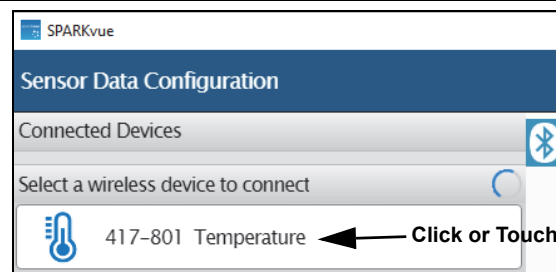 SPARKvue
Sensor Data Configuration
Connected Devices
Select a wireless device to connect
417-801 Temperature
Click or Touch